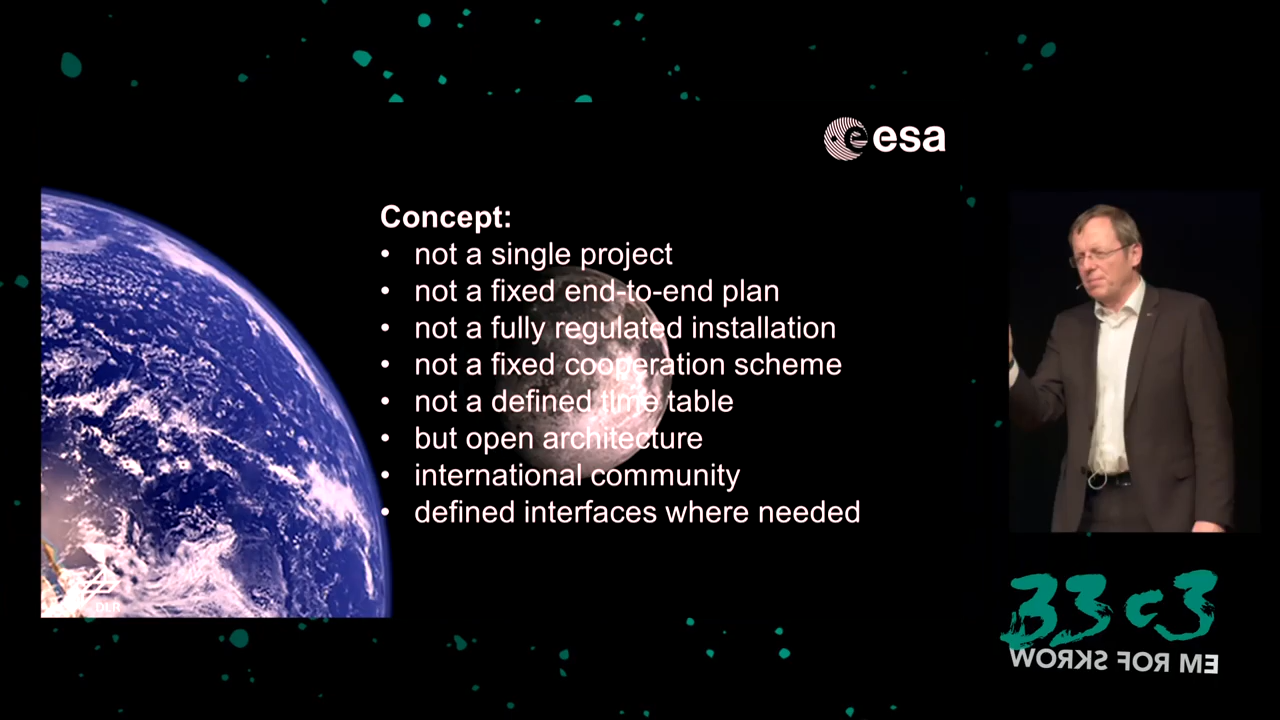 esa
Concept:
• not a single project
• not a fixed end-to-end plan
• not a fully regulated installation
• not a fixed cooperation scheme
• not a defined time table
• but open architecture
• international community
• defined interfaces where needed
DLR
33c3
WORKS FOR ME